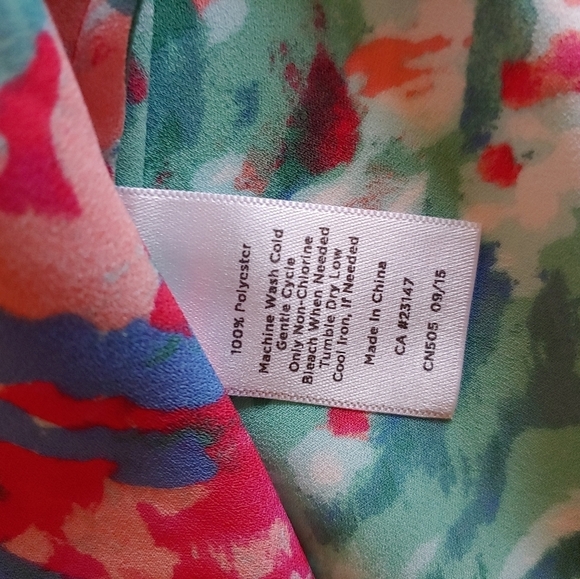 100% Polyester
Machine Wash Cold
Gentle Cycle
Only Non-Chlorine
Bleach When Needed
Tumble Dry Low
Cool Iron, If Needed
Made In China
CA #23147
CN505 09/15